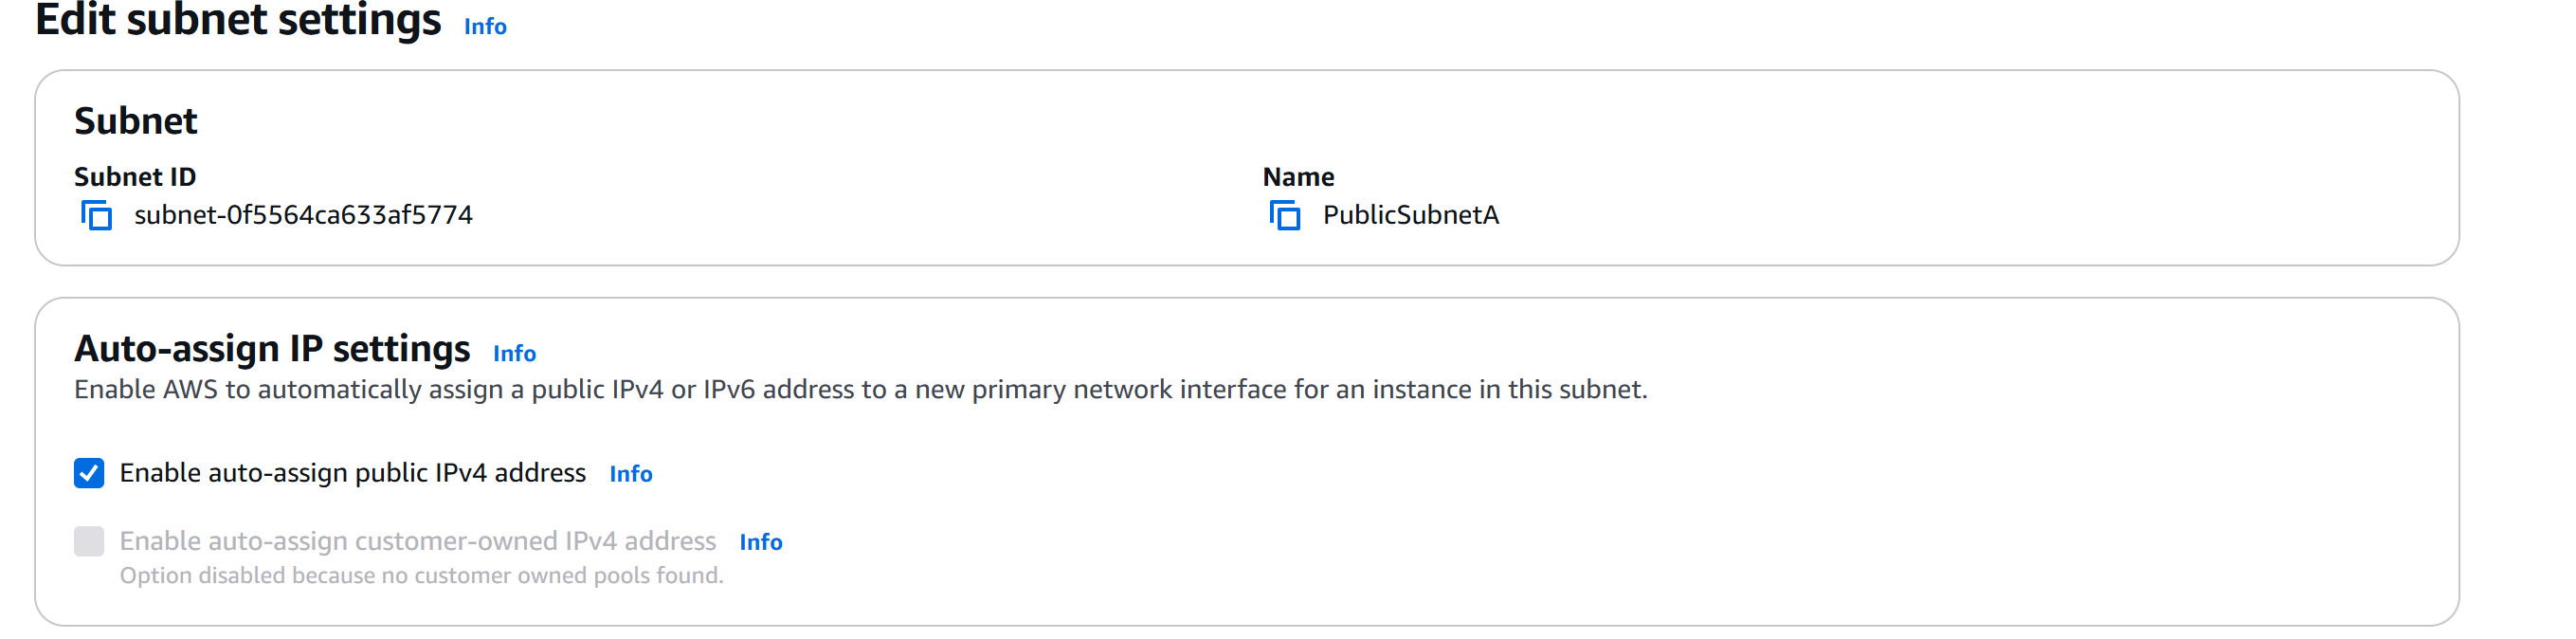 Edit subnet settings Info
Subnet
Subnet ID
subnet-0f5564ca633af5774
Name
PublicSubnetA
Auto-assign IP settings Info
Enable AWS to automatically assign a public IPv4 or IPv6 address to a new primary network interface for an instance in this subnet.
Enable auto-assign public IPv4 address Info
Enable auto-assign customer-owned IPv4 address Info
Option disabled because no customer owned pools found.